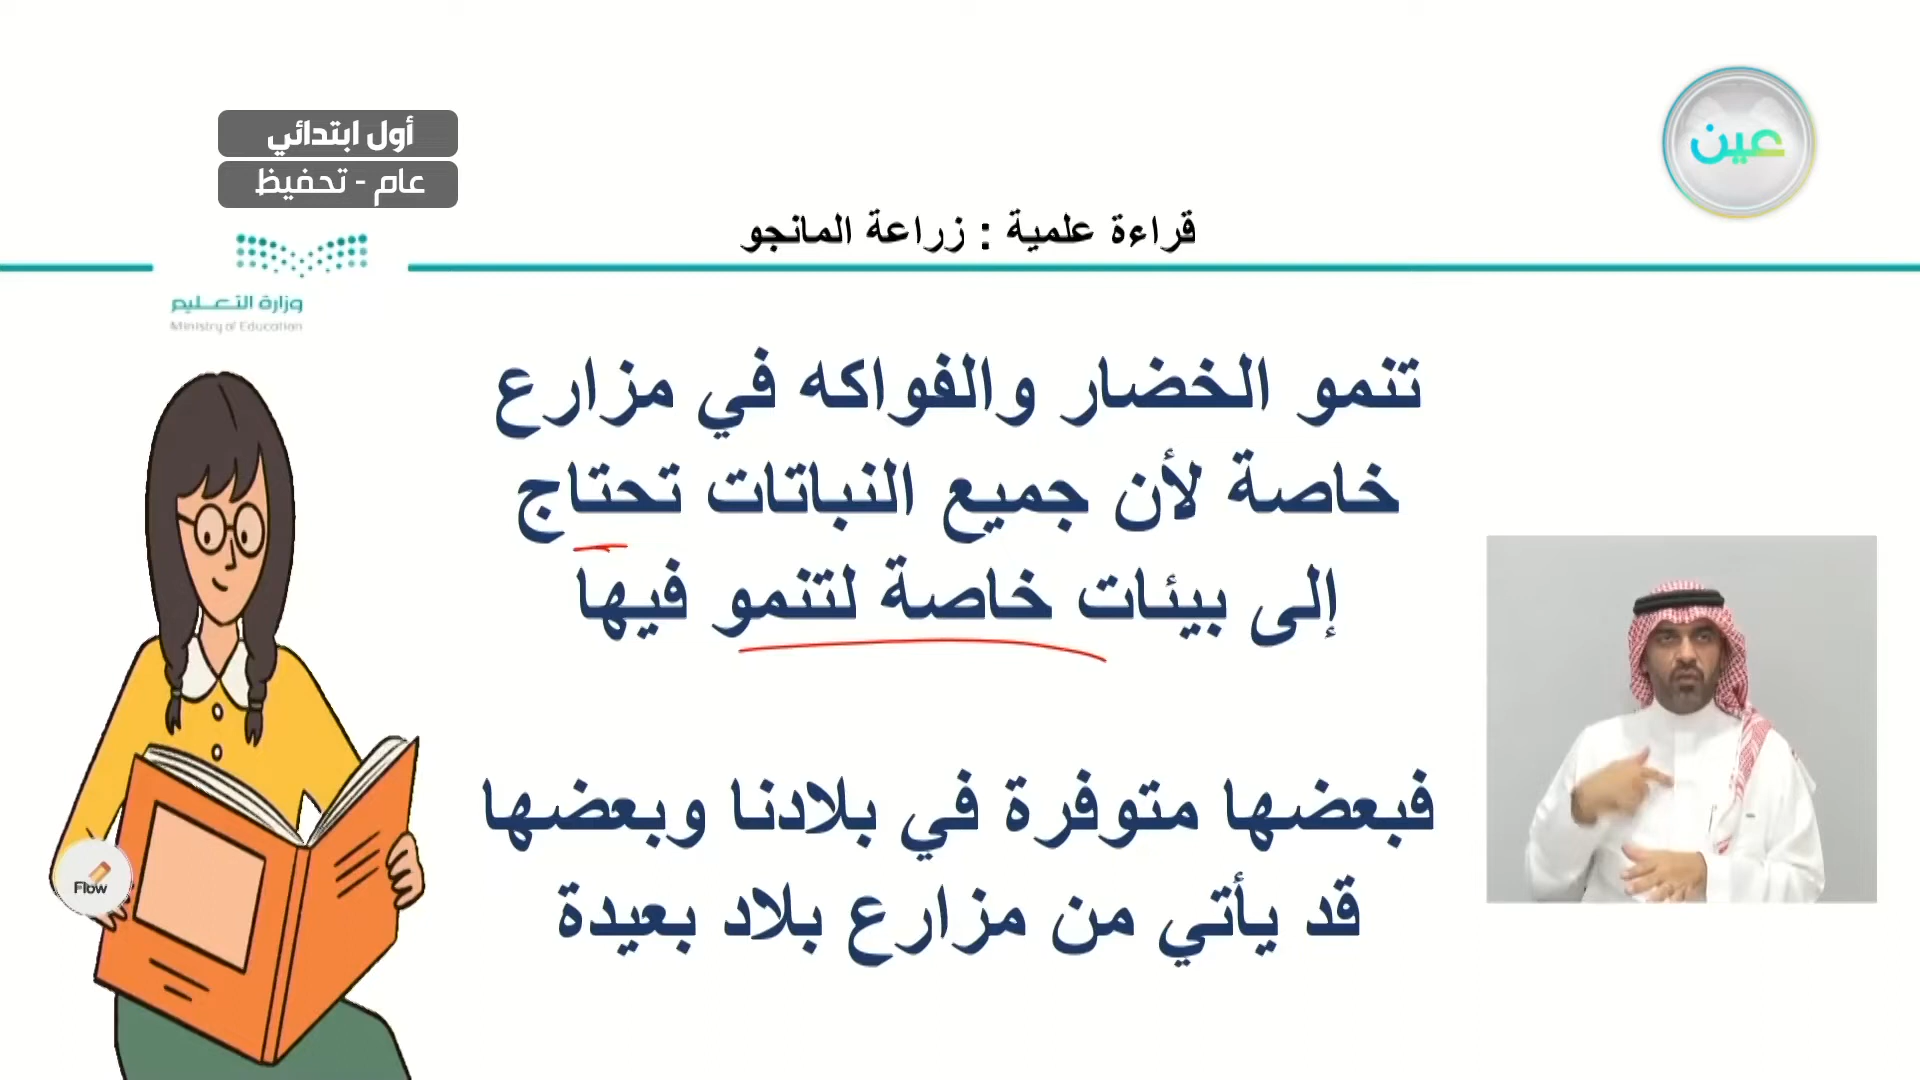 عين
أول ابتدائي
عام - تحفيظ
قراءة علمية : زراعة المانجو
وزارة التعليم
Ministry of Education
تنمو الخضار والفواكه في مزارع
خاصة لأن جميع النباتات تحتاج
إلى بيئات خاصة لتنمو فيها
فبعضها متوفرة في بلادنا وبعضها
قد يأتي من مزارع بلاد بعيدة
Flow